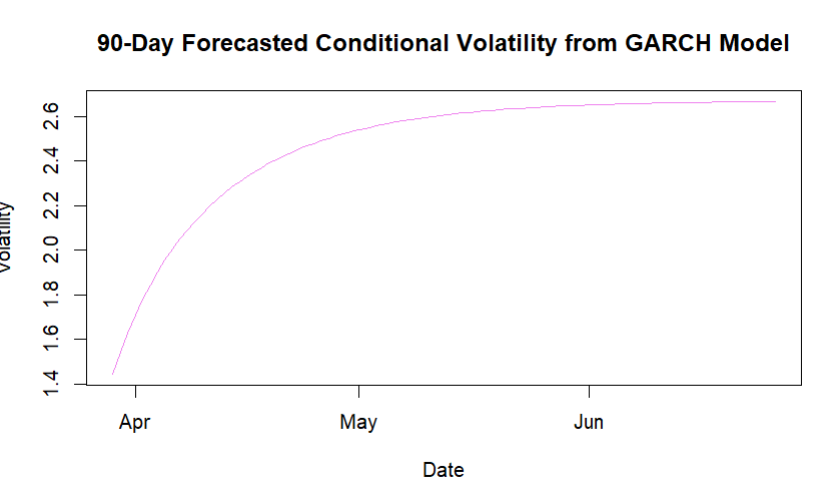 90-Day Forecasted Conditional Volatility from GARCH Model
Volatility
2.6
2.4
2.2
2.0
1.8
1.6
1.4
Apr May Jun
Date